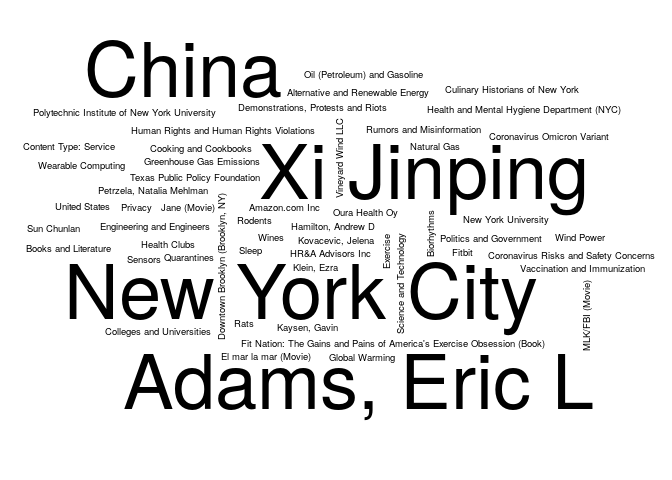 China
Oil (Petroleum) and Gasoline
Alternative and Renewable Energy
Culinary Historians of New York
Polytechnic Institute of New York University
Demonstrations, Protests and Riots
Health and Mental Hygiene Department (NYC)
Human Rights and Human Rights Violations
Vineyard Wind LLC
Rumors and Misinformation
Coronavirus Omicron Variant
Content Type: Service
Cooking and Cookbooks
Natural Gas
Wearable Computing
Greenhouse Gas Emissions
Xi Jinping
Texas Public Policy Foundation
Petrzela, Natalia Mehlman
United States
Privacy
Jane (Movie)
Downtown Brooklyn (Brooklyn, NY)
Amazon.com Inc
Oura Health Oy
Biorhythms
New York University
Sun Chunlan
Engineering and Engineers
Rodents
Hamilton, Andrew D
Exercise
Science and Technology
Books and Literature
Health Clubs
Wines
Kovacevic, Jelena
Politics and Government
Wind Power
Sensors
Quarantines
Sleep
HR&A Advisors Inc
Fitbit
Coronavirus Risks and Safety Concerns
Klein, Ezra
Vaccination and Immunization
New York City
MLK/FBI (Movie)
Colleges and Universities
Rats
Kaysen, Gavin
Fit Nation: The Gains and Pains of America's Exercise Obsession (Book)
El mar la mar (Movie)
Global Warming
Adams, Eric L